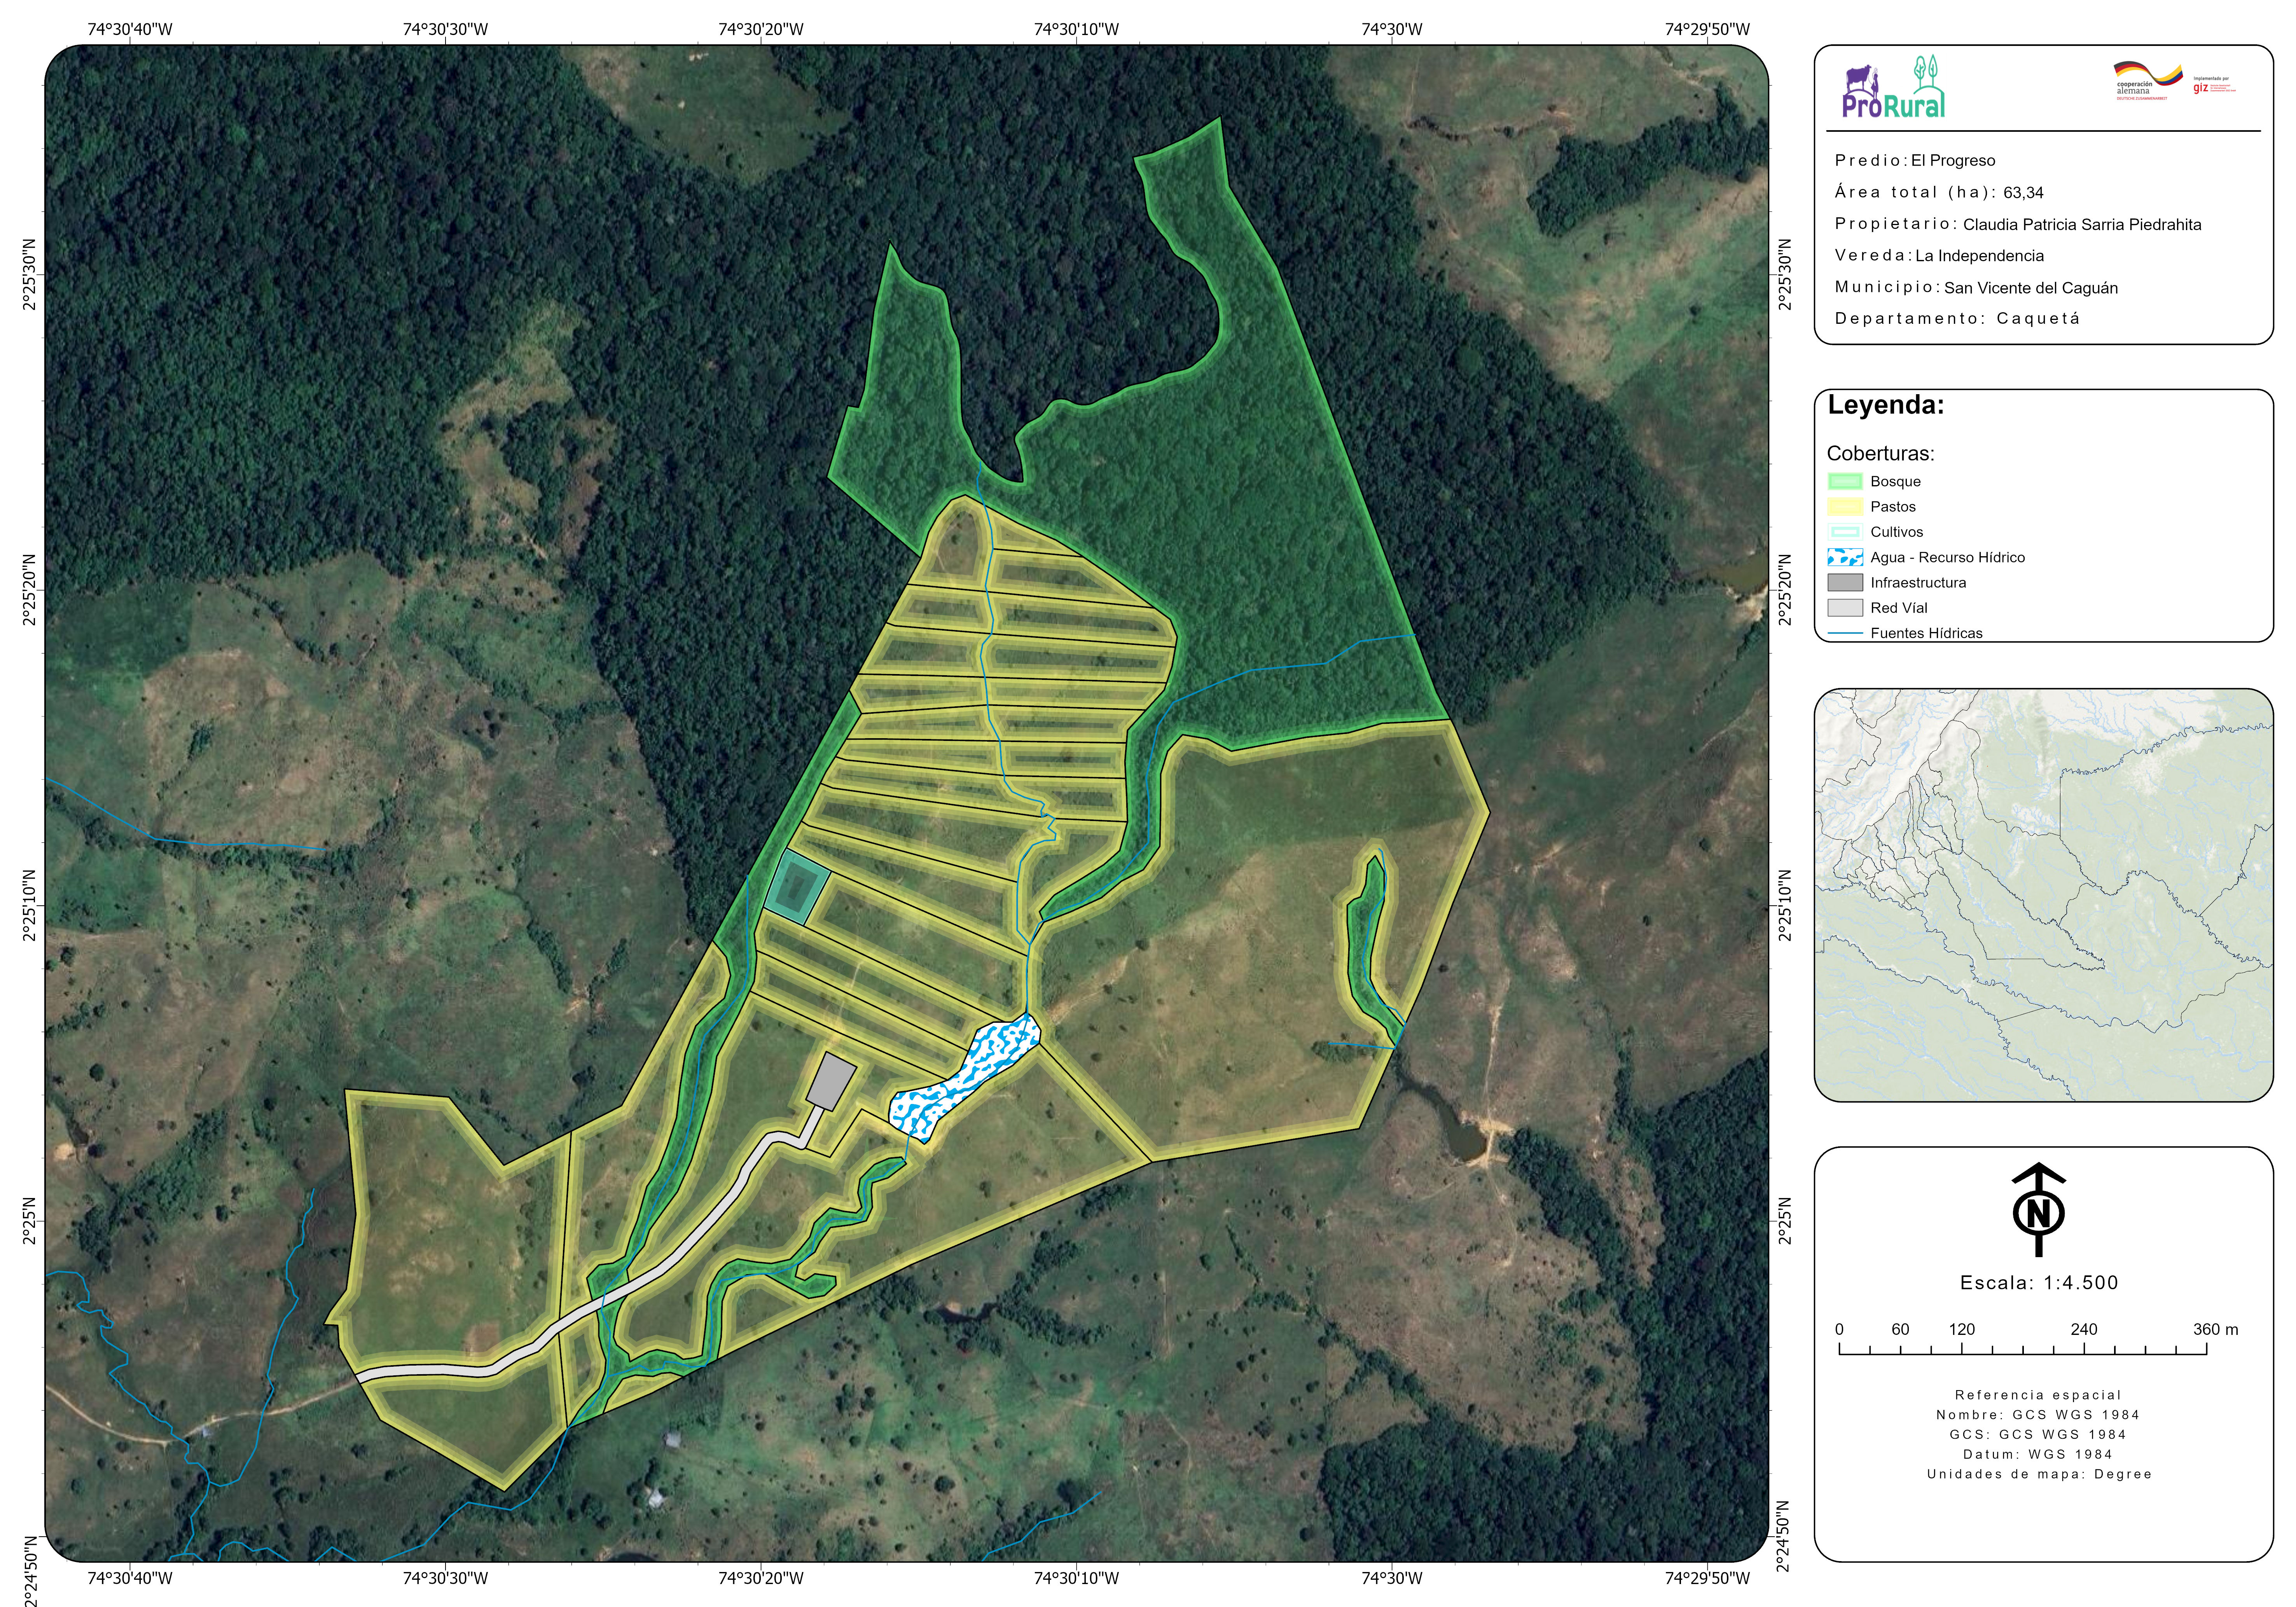 74°30'40"W 74°30'30"W 74°30'20"W 74°30'10"W 74°30'W 74°29'50"W
2°25'30"N
2°25'20"N
2°25'10"N
2°25'N
2°24'50"N
2°25'30"N
2°25'20"N
2°25'10"N
2°25'N
2°24'50"N
74°30'40"W 74°30'30"W 74°30'20"W 74°30'10"W 74°30'W 74°29'50"W
ProRural
cooperación
alemana
DEUTSCHE ZUSAMMENARBEIT
Implementada por
giz
Predio: El Progreso
Área total (ha): 63,34
Propietario: Claudia Patricia Sarria Piedrahita
Vereda: La Independencia
Municipio: San Vicente del Caguán
Departamento: Caquetá
Leyenda:
Coberturas:
Bosque
Pastos
Cultivos
Agua - Recurso Hídrico
Infraestructura
Red Víal
Fuentes Hídricas
N
Escala: 1:4.500
0 60 120 240 360 m
Referencia espacial
Nombre: GCS WGS 1984
GCS: GCS WGS 1984
Datum: WGS 1984
Unidades de mapa: Degree